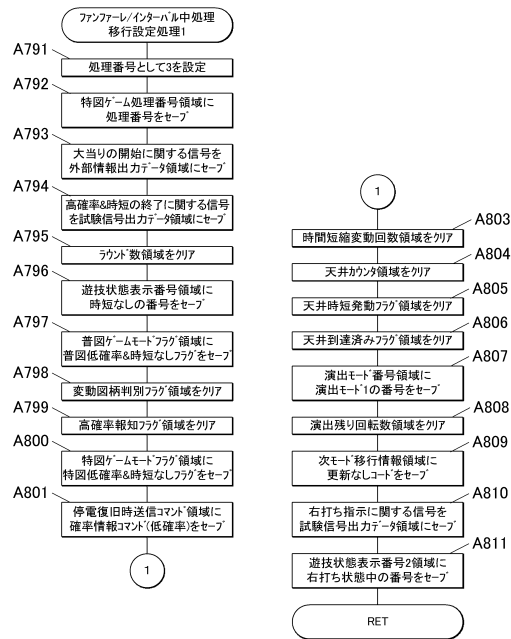 ファンファーレ/インターバル中処理
移行設定処理1
A791
処理番号として3を設定
A792
特図ゲーム処理番号領域に
処理番号をセーブ
A793
大当りの開始に関する信号を
外部情報出力データ領域にセーブ
A794
高確率&時短の終了に関する信号
を試験信号出力データ領域にセーブ
A795
ラウンド数領域をクリア
A796
遊技状態表示番号領域に
時短なしの番号をセーブ
A797
普図ゲームモードフラグ領域に
普図低確率&時短なしフラグをセーブ
A798
変動図柄判別フラグ領域をクリア
A799
高確率報知フラグ領域をクリア
A800
特図ゲームモードフラグ領域に
特図低確率&時短なしフラグをセーブ
A801
停電復旧時送信コマンド領域に
確率情報コマンド(低確率)をセーブ
1
1
A803
時間短縮変動回数領域をクリア
A804
天井カウンタ領域をクリア
A805
天井時短発動フラグ領域をクリア
A806
天井到達済みフラグ領域をクリア
A807
演出モード番号領域に
演出モード1の番号をセーブ
A808
演出残り回転数領域をクリア
A809
次モード移行情報領域に
更新なしコードをセーブ
A810
右打ち指示に関する信号を
試験信号出力データ領域にセーブ
A811
遊技状態表示番号2領域に
右打ち状態中の番号をセーブ
RET